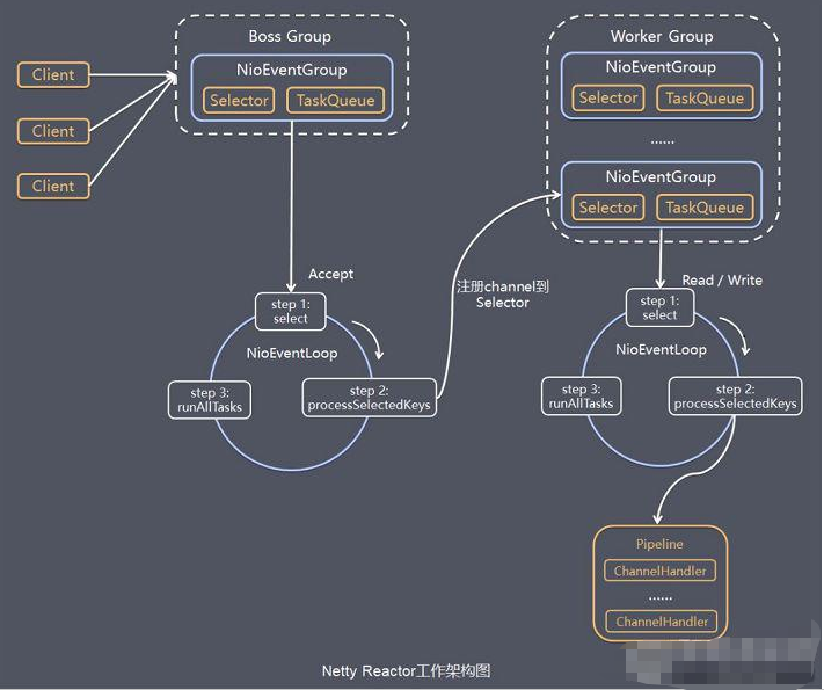 Boss Group
NioEventGroup
Selector
TaskQueue
Client
Client
Client
Worker Group
NioEventGroup
Selector
TaskQueue
......
NioEventGroup
Selector
TaskQueue
Accept
step 1:
select
NioEventLoop
step 2:
processSelectedKeys
step 3:
runAllTasks
注册channel到
Selector
Read / Write
step 1:
select
NioEventLoop
step 2:
processSelectedKeys
step 3:
runAllTasks
Pipeline
ChannelHandler
......
ChannelHandler
Netty Reactor工作架构图